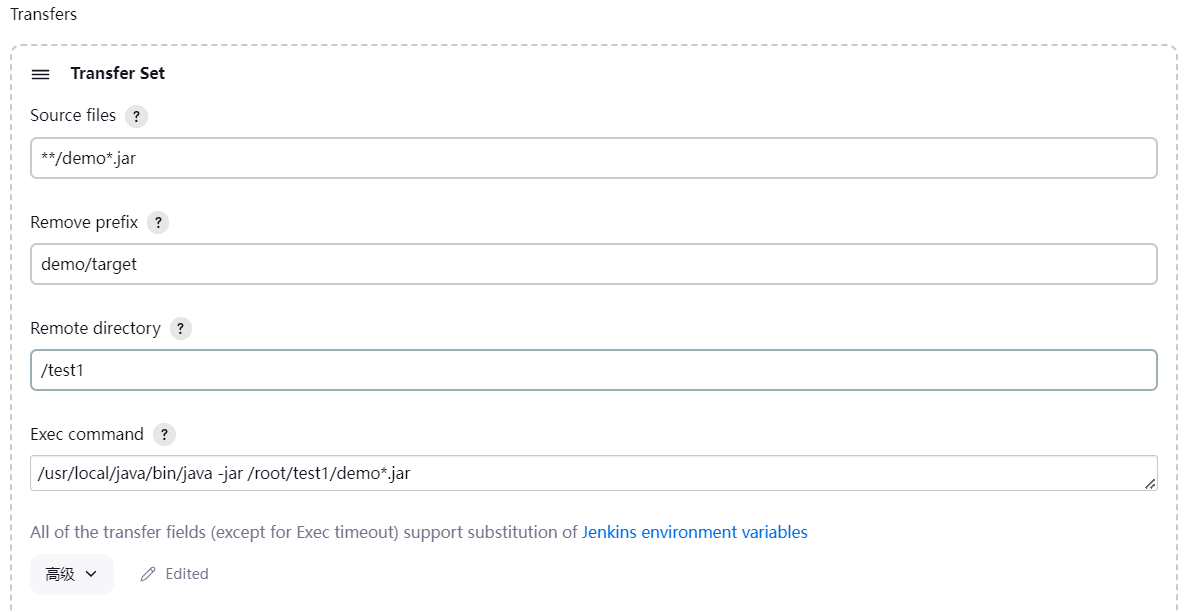 Transfers
Transfer Set
Source files ?
**/demo*.jar
Remove prefix ?
demo/target
Remote directory ?
/test1
Exec command ?
/usr/local/java/bin/java -jar /root/test1/demo*.jar
All of the transfer fields (except for Exec timeout) support substitution of Jenkins environment variables
高级 Edited